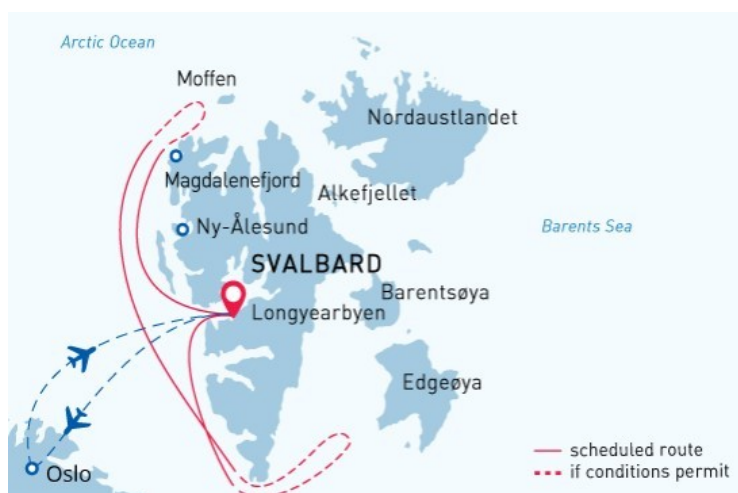 Arctic Ocean
Moffen
Nordaustlandet
Magdalenefjord
Alkefjellet
Ny-Ålesund
Barents Sea
SVALBARD
Barentsøya
Longyearbyen
Edgeøya
scheduled route
Oslo
if conditions permit